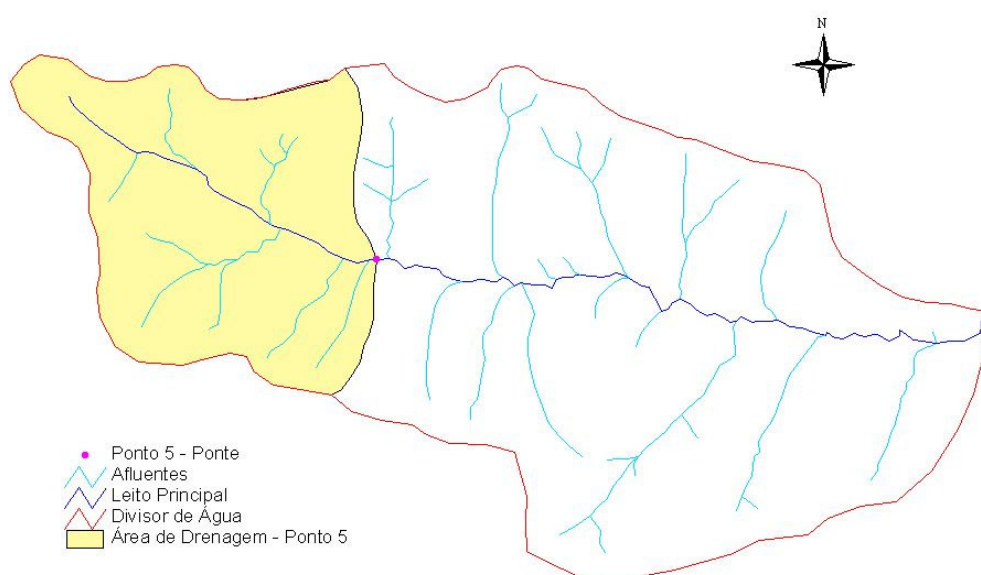 N
Ponto 5 - Ponte
Afluentes
Leito Principal
Divisor de Água
Área de Drenagem - Ponto 5